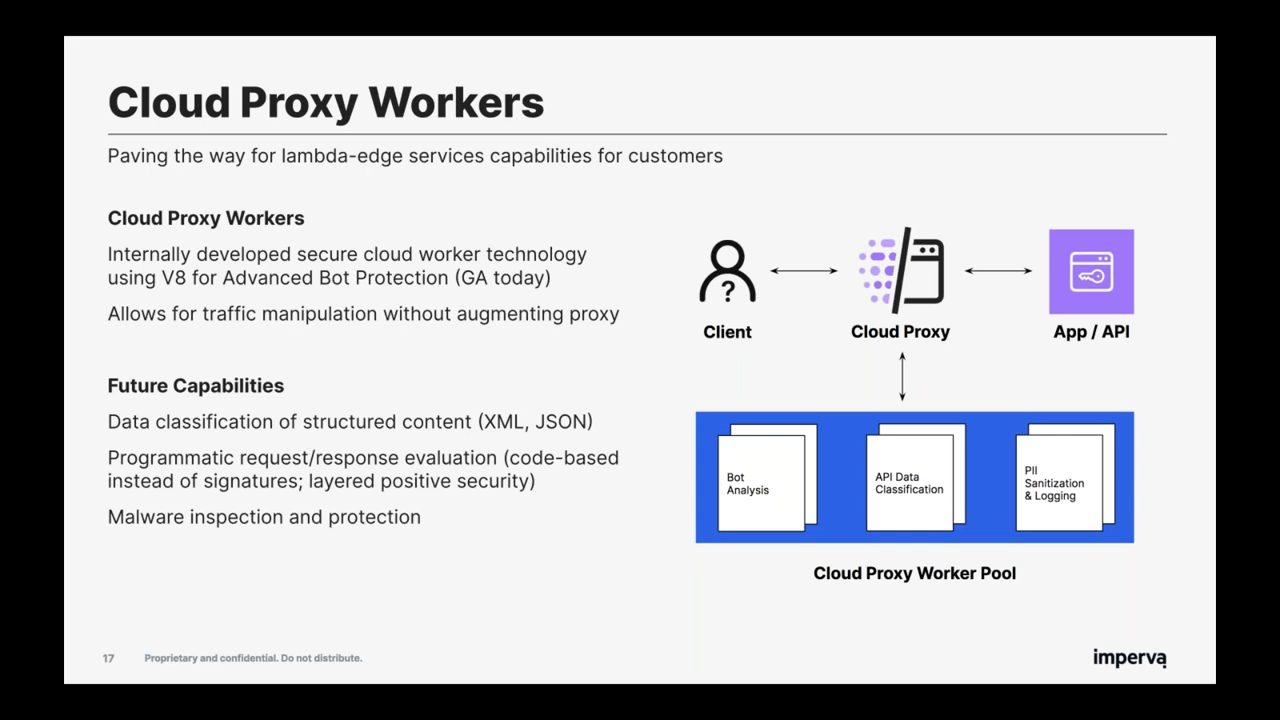 Cloud Proxy Workers
Paving the way for lambda-edge services capabilities for customers
Cloud Proxy Workers
Internally developed secure cloud worker technology
using V8 for Advanced Bot Protection (GA today)
Allows for traffic manipulation without augmenting proxy
Future Capabilities
Data classification of structured content (XML, JSON)
Programmatic request/response evaluation (code-based
instead of signatures; layered positive security)
Malware inspection and protection
?
Client
Cloud Proxy
App / API
Bot
Analysis
API Data
Classification
PII
Sanitization
& Logging
Cloud Proxy Worker Pool
17
Proprietary and confidential. Do not distribute.
imperva